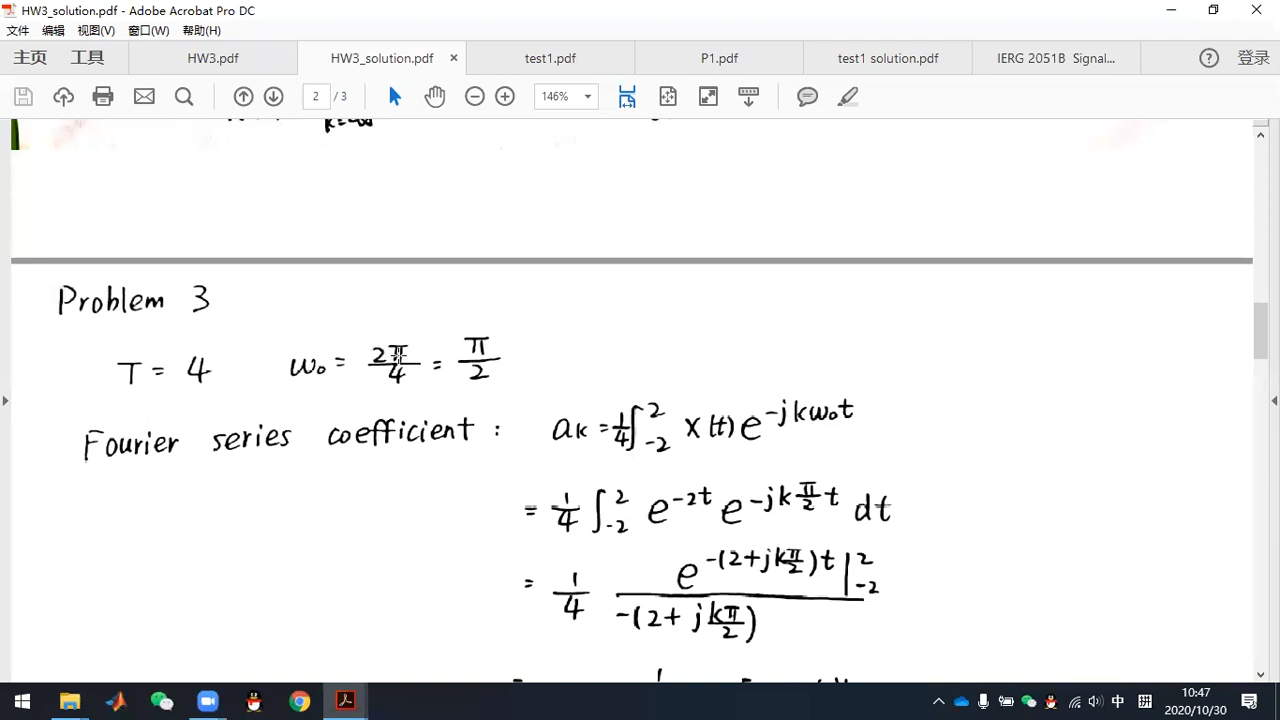 HW3_solution.pdf - Adobe Acrobat Pro DC
文件 编辑 视图(V) 窗口(W) 帮助(H)
主页 工具 HW3.pdf HW3_solution.pdf × test1.pdf P1.pdf test1 solution.pdf IERG 2051B Signal... 登录
2 / 3 146%
Problem 3
T = 4 ω₀ = 2π/4 = π/2
Fourier series coefficient : aₖ = 1/4 ∫₋₂² x(t) e^(-jkω₀t)
= 1/4 ∫₋₂² e^(-2t) e^(-jk π/2 t) dt
= 1/4 e^(-(2+jkπ/2)t) |₋₂² / -(2+jkπ/2)
中 拼 10:47
2020/10/30